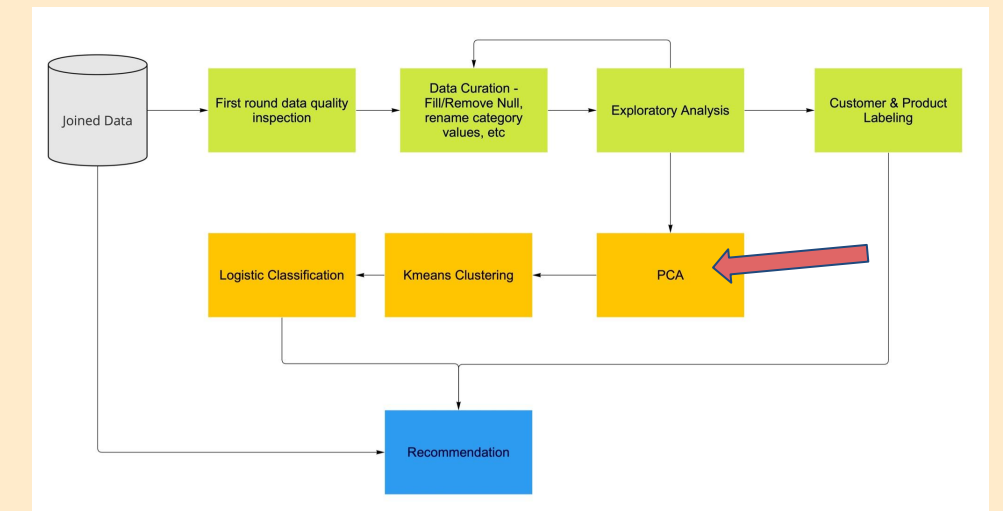 Joined Data
First round data quality
inspection
Data Curation -
Fill/Remove Null,
rename category
values, etc
Exploratory Analysis
Customer & Product
Labeling
Logistic Classification
Kmeans Clustering
PCA
Recommendation